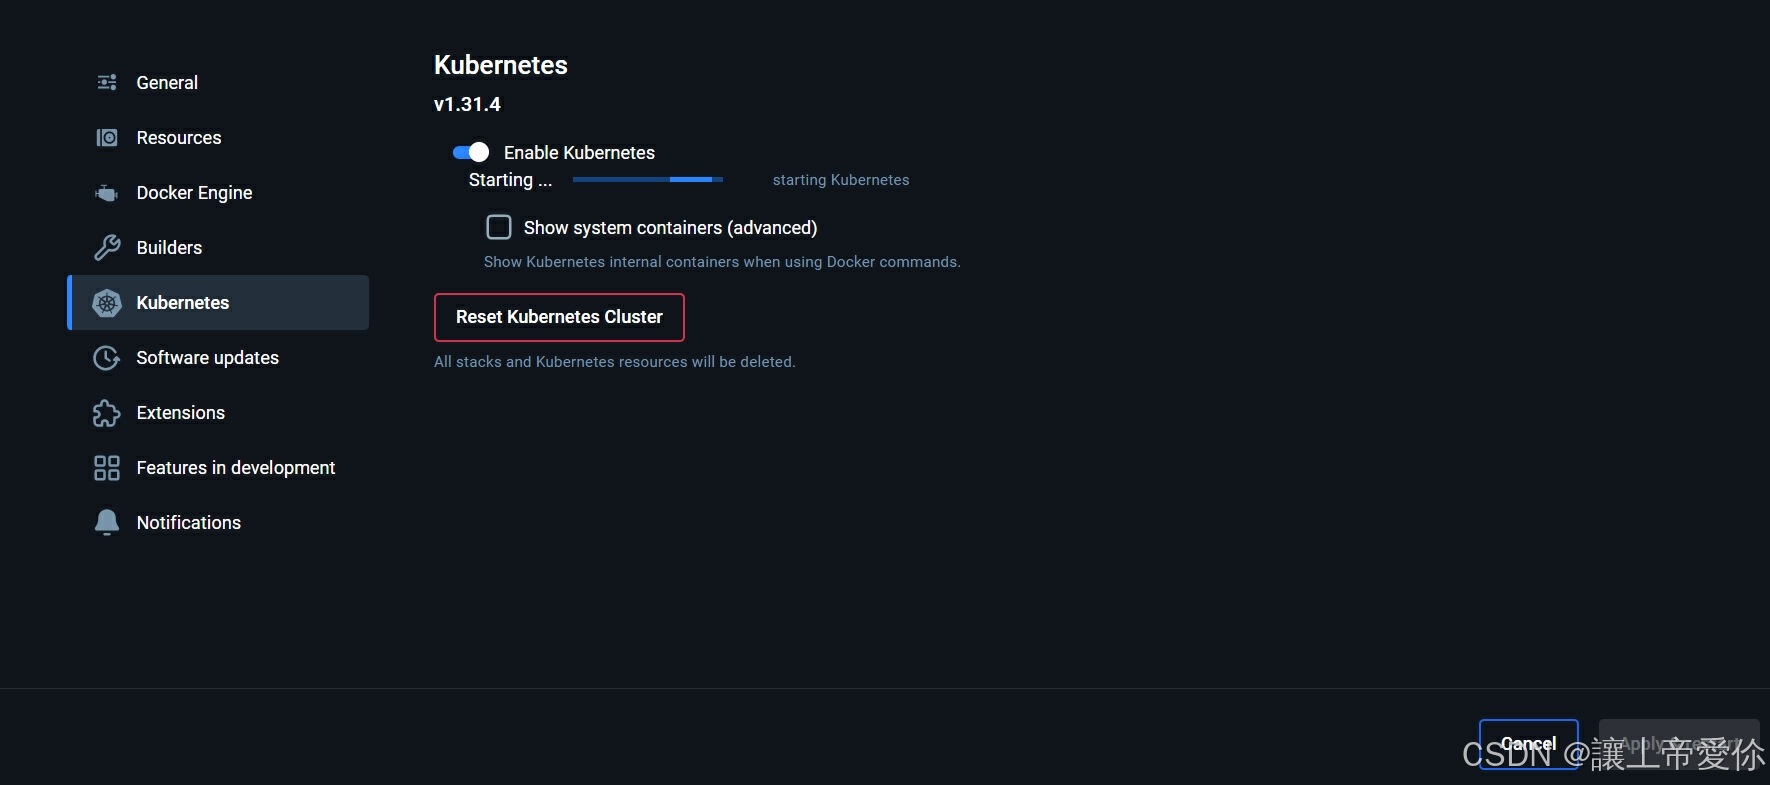 General
Resources
Docker Engine
Builders
Kubernetes
Software updates
Extensions
Features in development
Notifications
Kubernetes
v1.31.4
Enable Kubernetes
Starting ...
starting Kubernetes
Show system containers (advanced)
Show Kubernetes internal containers when using Docker commands.
Reset Kubernetes Cluster
All stacks and Kubernetes resources will be deleted.
Cancel
Apply & restart
CSDN @讓上帝愛你